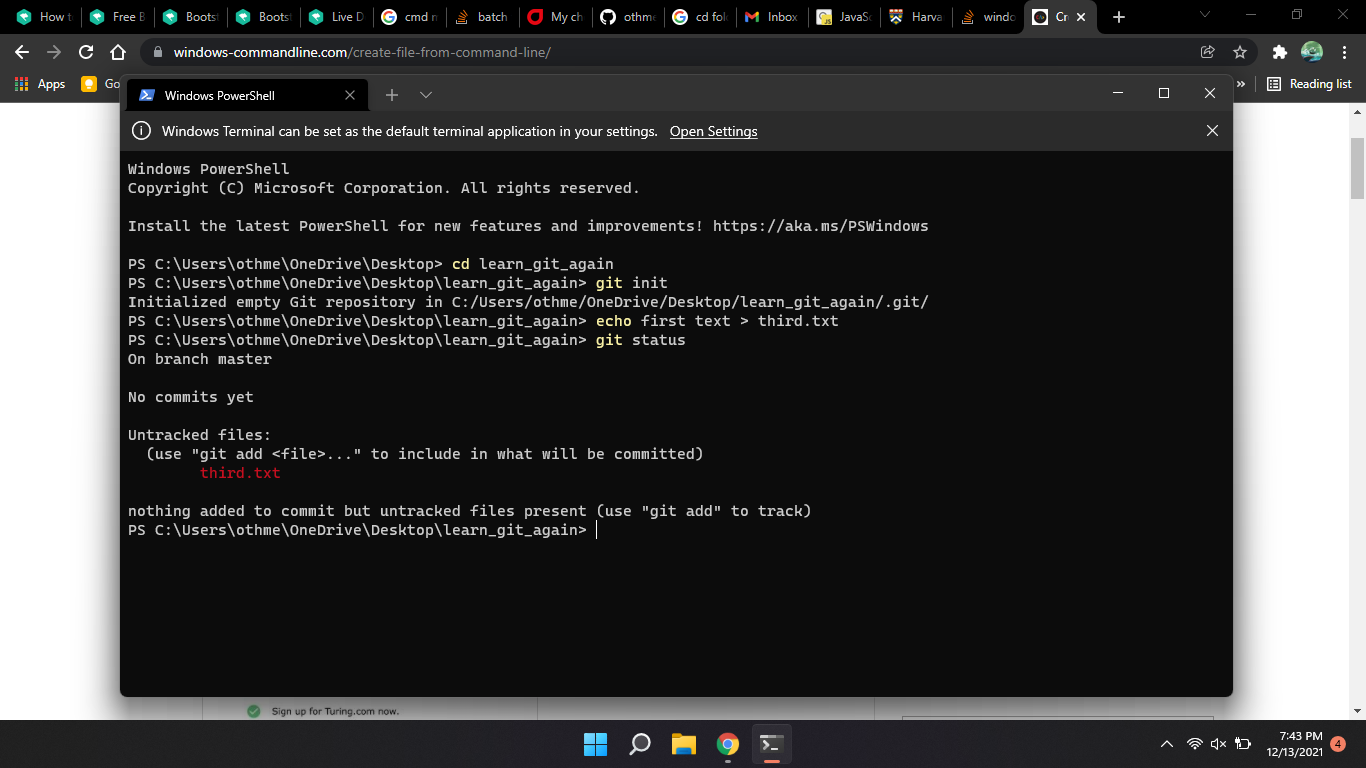 How t
Free B
Boots
Boots
Live D
cmd n
batch
My ch
othm
cd fol
Inbox
JavaS
Harva
windo
Cr
windows-commandline.com/create-file-from-command-line/
Apps
Go
»
Reading list
Windows PowerShell
Windows Terminal can be set as the default terminal application in your settings. Open Settings
Windows PowerShell
Copyright (C) Microsoft Corporation. All rights reserved.
Install the latest PowerShell for new features and improvements! https://aka.ms/PSWindows
PS C:\Users\othme\OneDrive\Desktop> cd learn_git_again
PS C:\Users\othme\OneDrive\Desktop\learn_git_again> git init
Initialized empty Git repository in C:/Users/othme/OneDrive/Desktop/learn_git_again/.git/
PS C:\Users\othme\OneDrive\Desktop\learn_git_again> echo first text > third.txt
PS C:\Users\othme\OneDrive\Desktop\learn_git_again> git status
On branch master
No commits yet
Untracked files:
(use "git add <file>..." to include in what will be committed)
third.txt
nothing added to commit but untracked files present (use "git add" to track)
PS C:\Users\othme\OneDrive\Desktop\learn_git_again>
Sign up for Turing.com now.
7:43 PM
12/13/2021
4